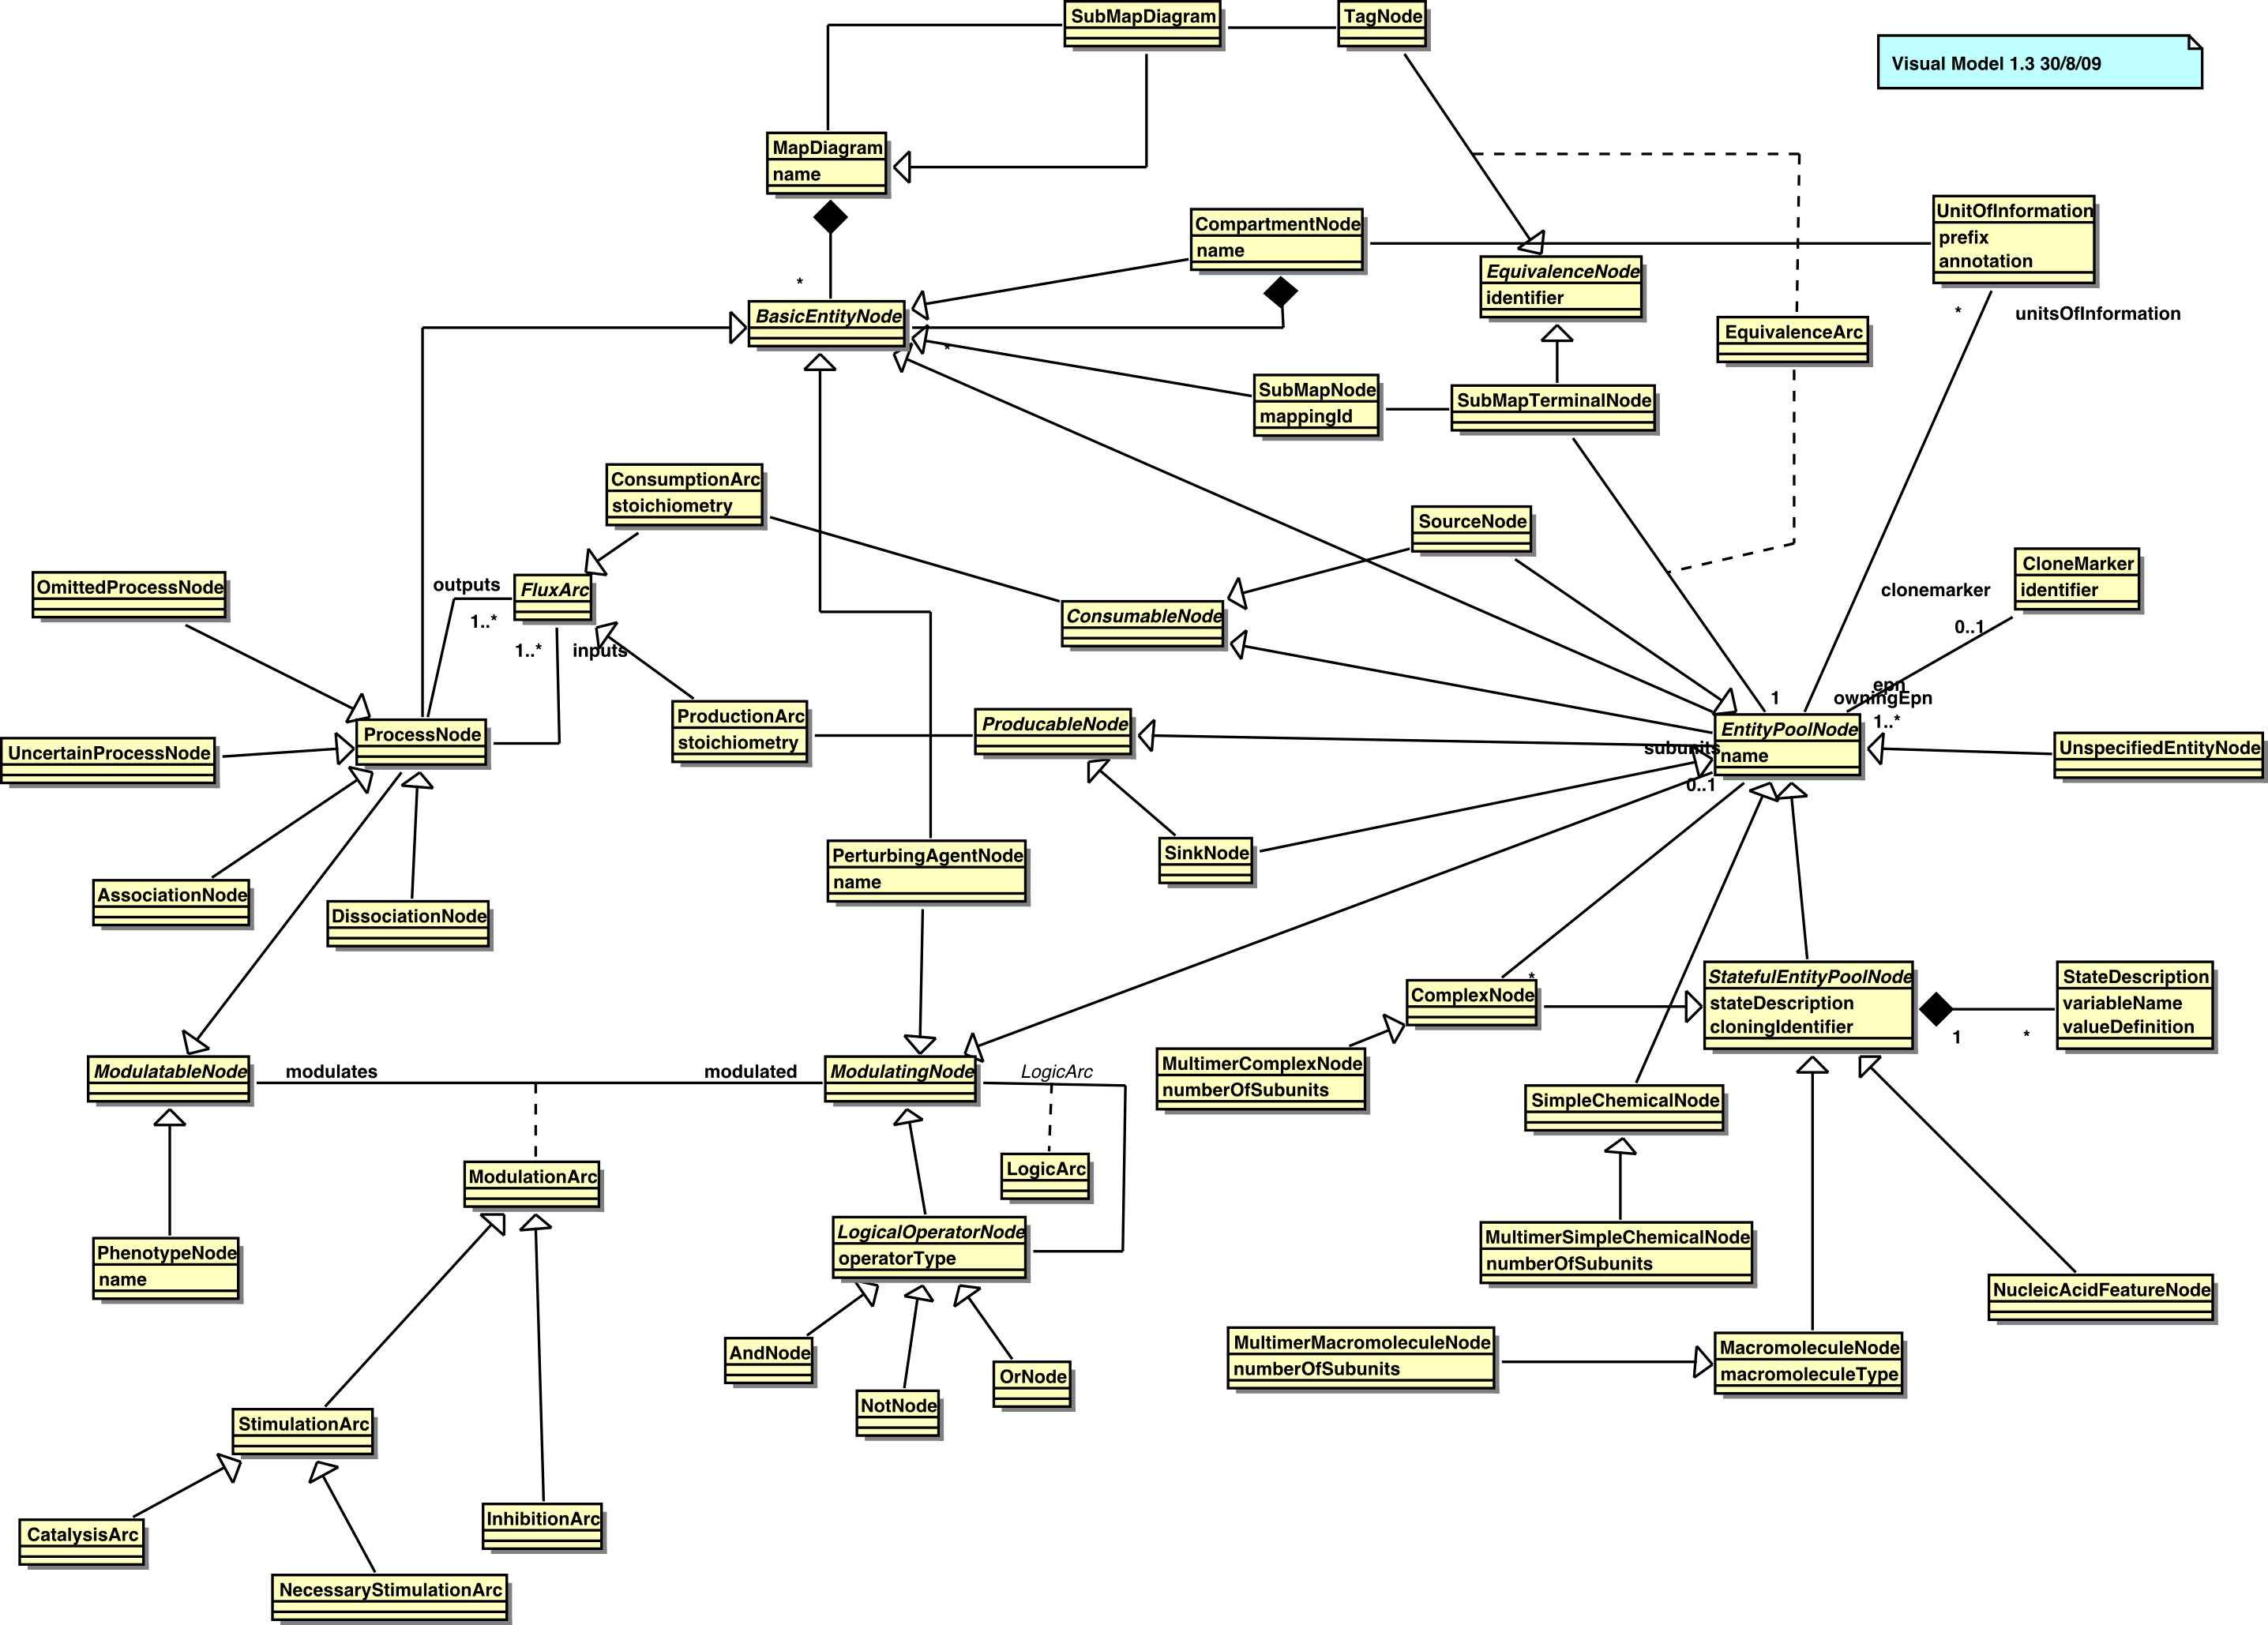 SubMapDiagram
TagNode
Visual Model 1.3 30/8/09
MapDiagram
name
CompartmentNode
name
UnitOfInformation
prefix
annotation
*
unitsOfInformation
EquivalenceNode
identifier
*
BasicEntityNode
*
EquivalenceArc
SubMapNode
mappingId
SubMapTerminalNode
ConsumptionArc
stoichiometry
SourceNode
OmittedProcessNode
outputs
1..*
FluxArc
1..*
inputs
ConsumableNode
CloneMarker
identifier
clonemarker
0..1
epn
owningEpn
1
1..*
ProcessNode
UncertainProcessNode
ProductionArc
stoichiometry
ProducableNode
EntityPoolNode
name
subunits
0..1
UnspecifiedEntityNode
PerturbingAgentNode
name
SinkNode
AssociationNode
DissociationNode
*
ComplexNode
StatefulEntityPoolNode
stateDescription
cloningIdentifier
1
*
StateDescription
variableName
valueDefinition
ModulatableNode
modulates
modulated
ModulatingNode
LogicArc
MultimerComplexNode
numberOfSubunits
SimpleChemicalNode
ModulationArc
LogicArc
PhenotypeNode
name
LogicalOperatorNode
operatorType
MultimerSimpleChemicalNode
numberOfSubunits
NucleicAcidFeatureNode
AndNode
NotNode
OrNode
MultimerMacromoleculeNode
numberOfSubunits
MacromoleculeNode
macromoleculeType
StimulationArc
CatalysisArc
InhibitionArc
NecessaryStimulationArc